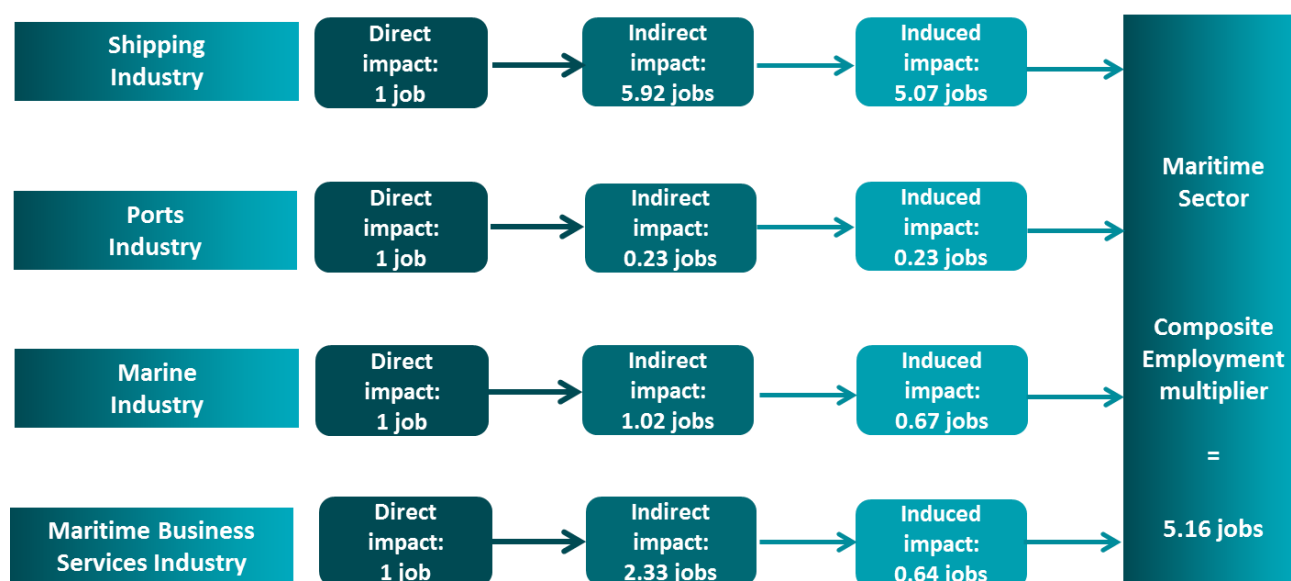 Shipping
Industry
Direct
impact:
1 job
Indirect
impact:
5.92 jobs
Induced
impact:
5.07 jobs
Ports
Industry
Direct
impact:
1 job
Indirect
impact:
0.23 jobs
Induced
impact:
0.23 jobs
Marine
Industry
Direct
impact:
1 job
Indirect
impact:
1.02 jobs
Induced
impact:
0.67 jobs
Maritime Business
Services Industry
Direct
impact:
1 job
Indirect
impact:
2.33 jobs
Induced
impact:
0.64 jobs
Maritime
Sector
Composite
Employment
multiplier
=
5.16 jobs